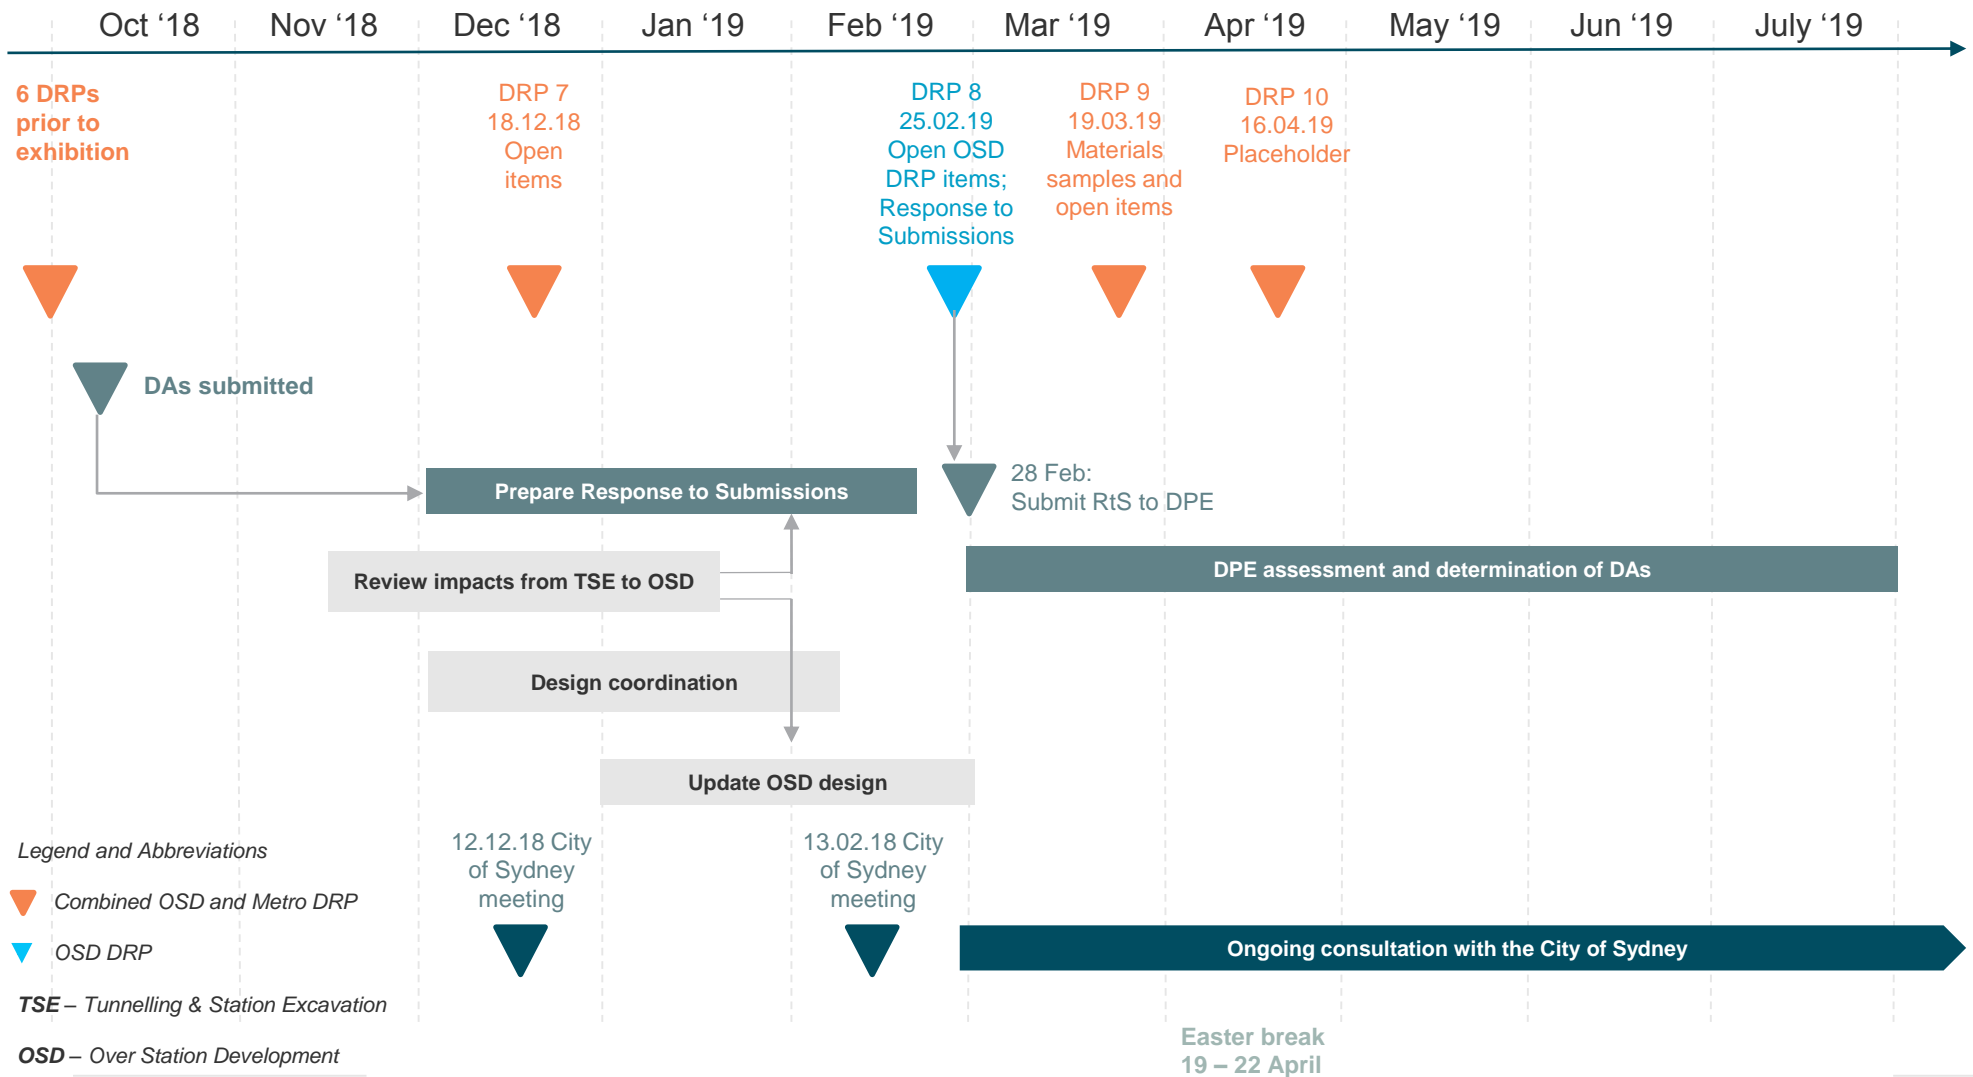 Oct ‘18
Nov ‘18
Dec ‘18
Jan ‘19
Feb ‘19
Mar ‘19
Apr ‘19
May ‘19
Jun ‘19
July ‘19
6 DRPs
prior to
exhibition
DRP 7
18.12.18
Open
items
DRP 8
25.02.19
Open OSD
DRP items;
Response to
Submissions
DRP 9
19.03.19
Materials
samples and
open items
DRP 10
16.04.19
Placeholder
DAs submitted
Prepare Response to Submissions
28 Feb:
Submit RtS to DPE
Review impacts from TSE to OSD
DPE assessment and determination of DAs
Design coordination
Update OSD design
12.12.18 City
of Sydney
meeting
13.02.18 City
of Sydney
meeting
Ongoing consultation with the City of Sydney
Legend and Abbreviations
Combined OSD and Metro DRP
OSD DRP
TSE – Tunnelling & Station Excavation
OSD – Over Station Development
Easter break
19 – 22 April